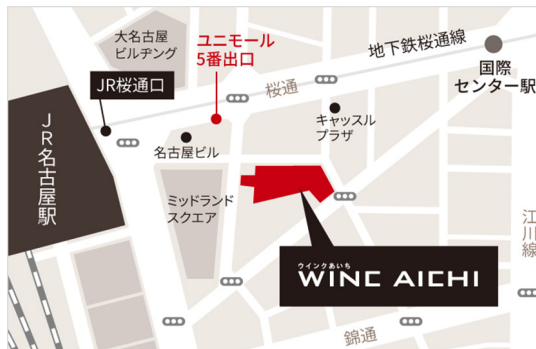 大名古屋
ビルヂング
ユニモール
5番出口
地下鉄桜通線
国際
センター駅
JR桜通口
桜通
キャッスル
プラザ
名古屋ビル
JR名古屋駅
ミッドランド
スクエア
江川線
ウインクあいち
WINC AICHI
錦通